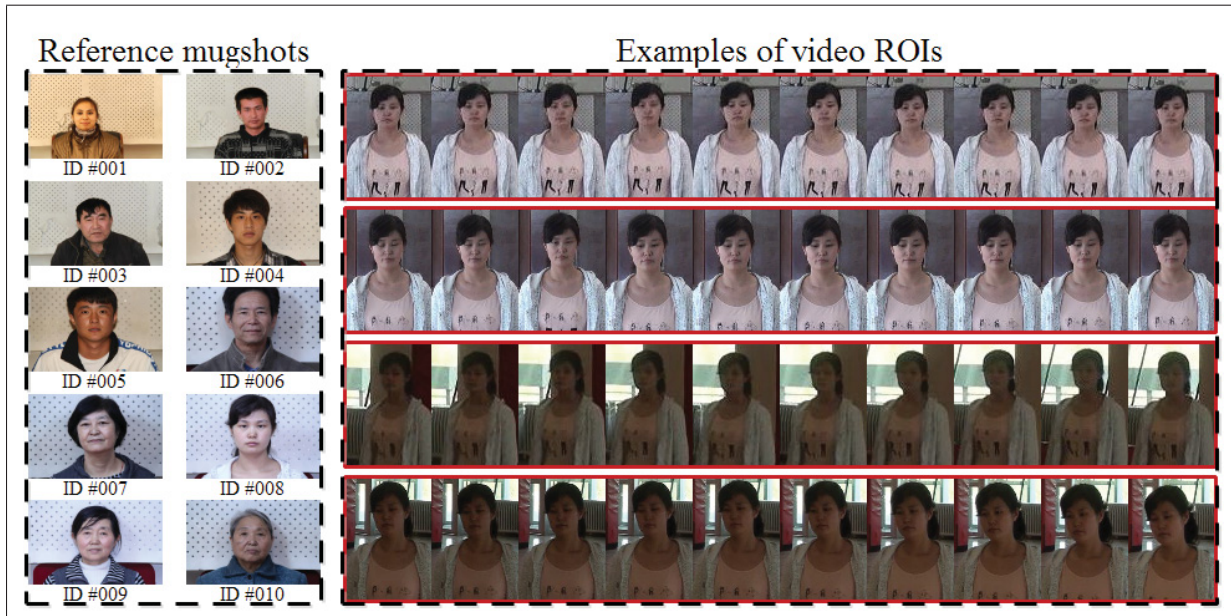 Reference mugshots
Examples of video ROIs
ID #001
ID #002
ID #003
ID #004
ID #005
ID #006
ID #007
ID #008
ID #009
ID #010